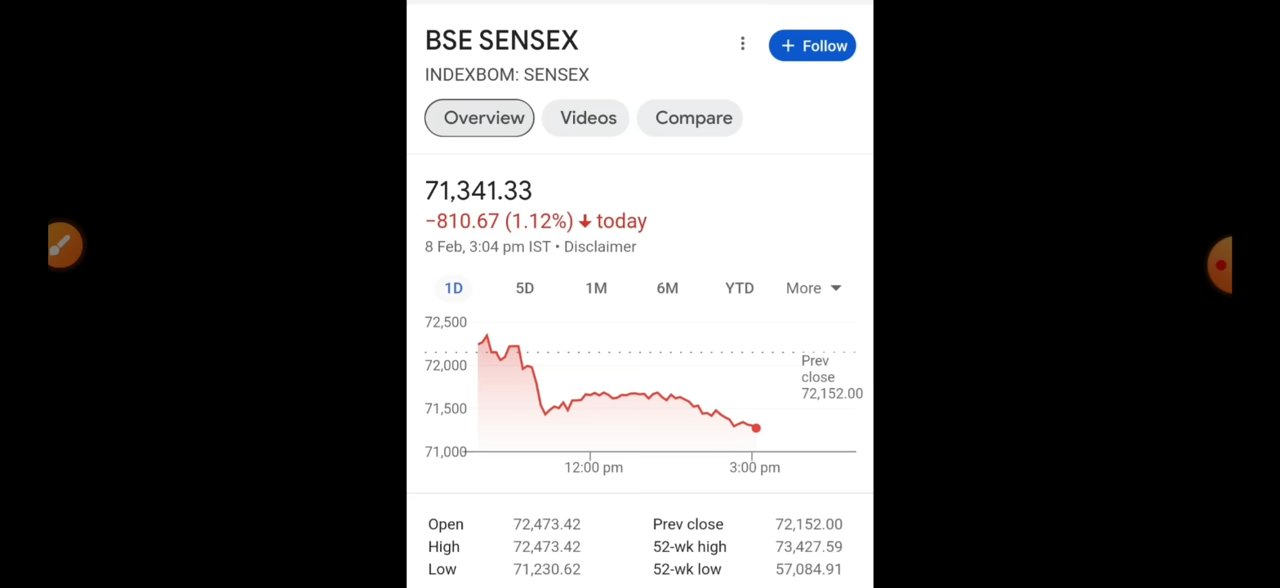 BSE SENSEX
+ Follow
INDEXBOM: SENSEX
Overview Videos Compare
71,341.33
−810.67 (1.12%) ↓ today
8 Feb, 3:04 pm IST • Disclaimer
1D 5D 1M 6M YTD More
72,500
72,000
71,500
71,000
Prev
close
72,152.00
12:00 pm 3:00 pm
Open 72,473.42 Prev close 72,152.00
High 72,473.42 52-wk high 73,427.59
Low 71,230.62 52-wk low 57,084.91